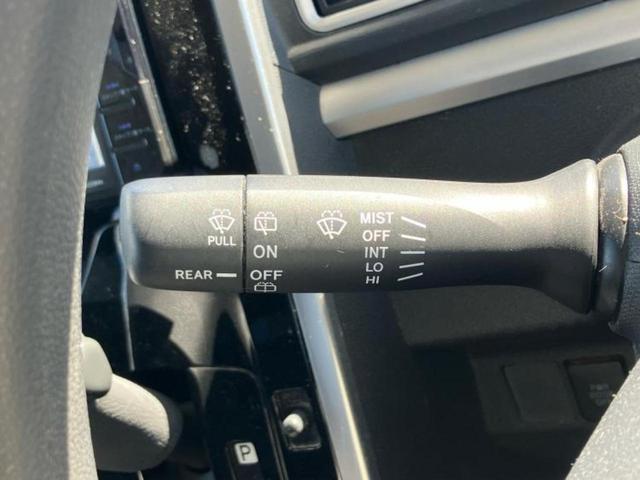 PULL
REAR
ON
OFF
MIST
OFF
INT
LO
HI
P